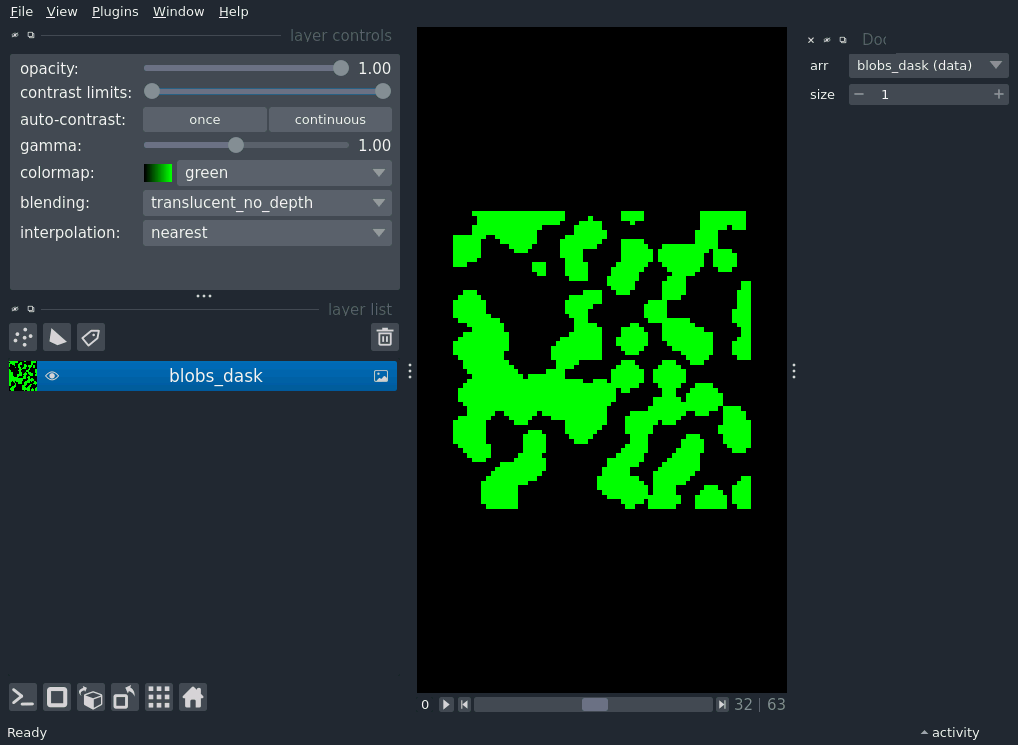 File View Plugins Window Help
layer controls
opacity: 1.00
contrast limits:
auto-contrast: once continuous
gamma: 1.00
colormap: green
blending: translucent_no_depth
interpolation: nearest
layer list
blobs_dask
arr blobs_dask (data)
size 1
0 32 | 63
Ready
activity